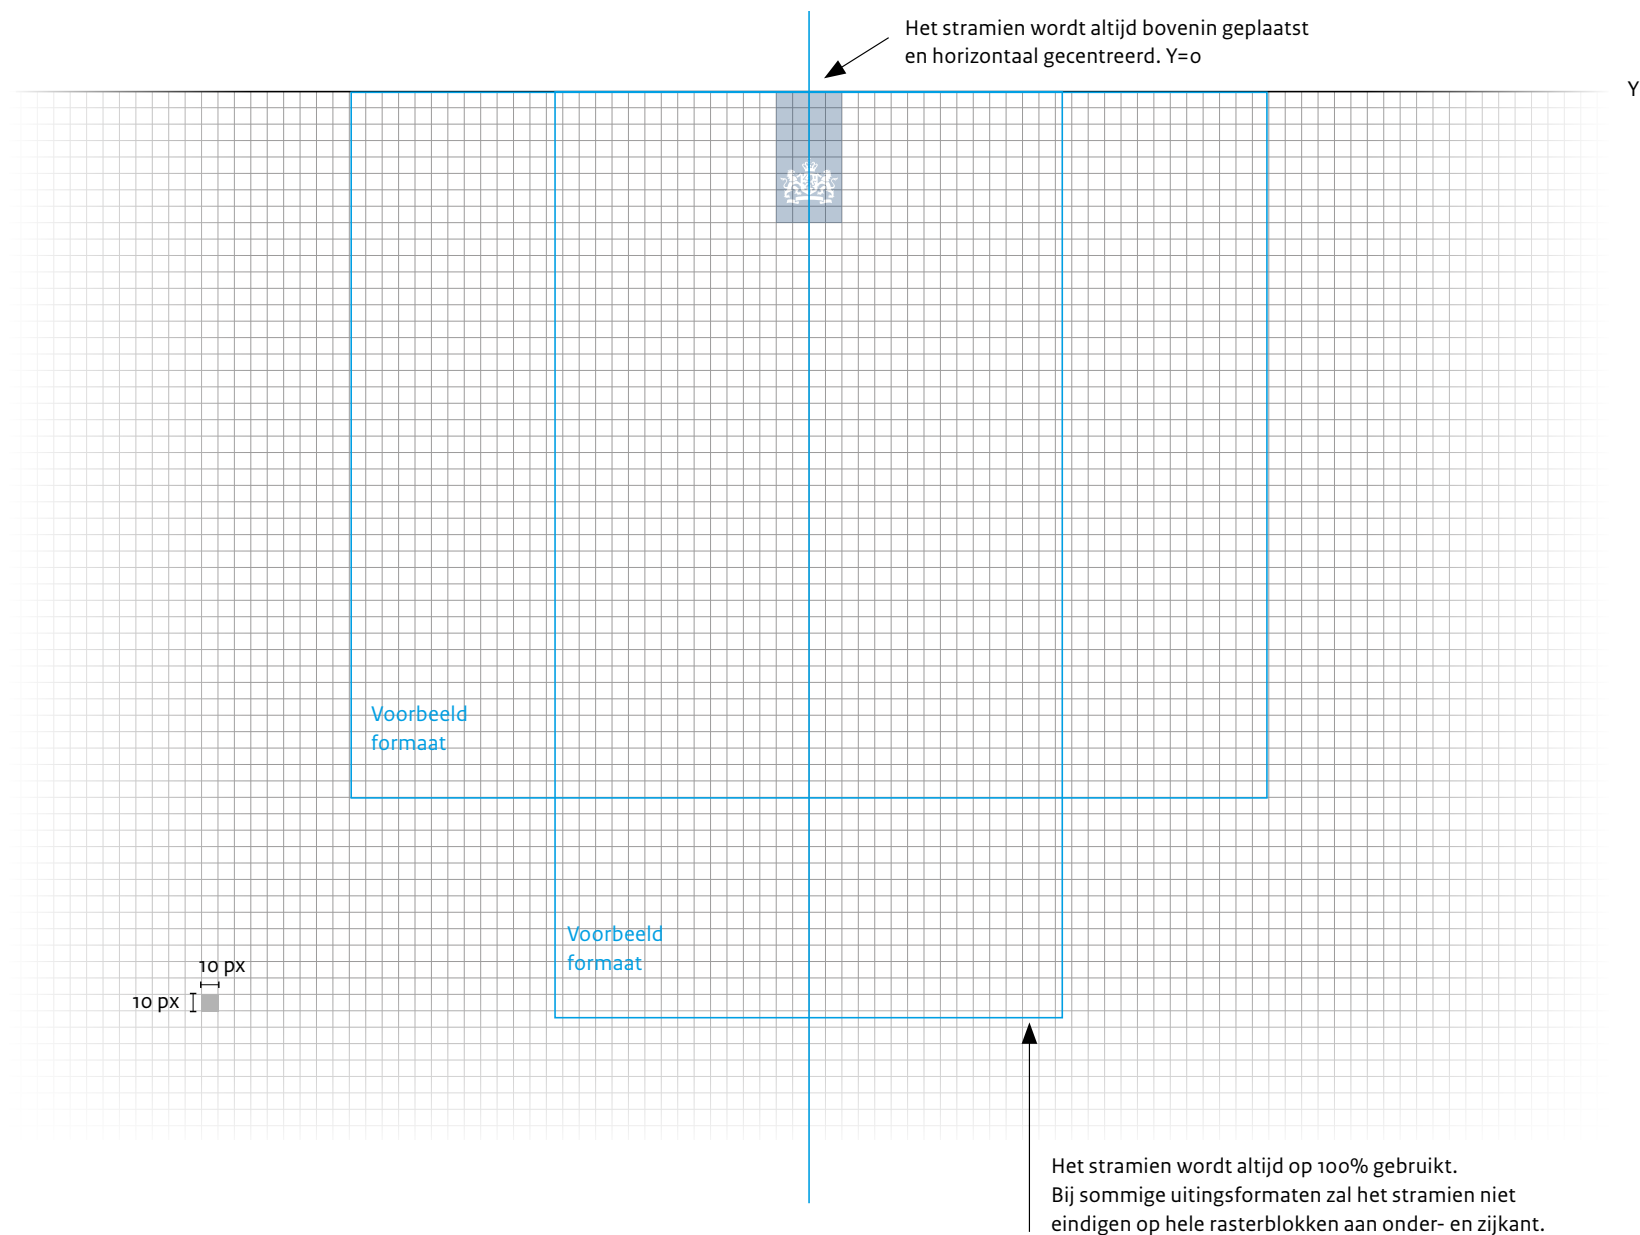 Het stramien wordt altijd bovenin geplaatst
en horizontaal gecentreerd. Y=0
Y
Voorbeeld
formaat
Voorbeeld
formaat
10 px
10 px
Het stramien wordt altijd op 100% gebruikt.
Bij sommige uitingsformaten zal het stramien niet
eindigen op hele rasterblokken aan onder- en zijkant.